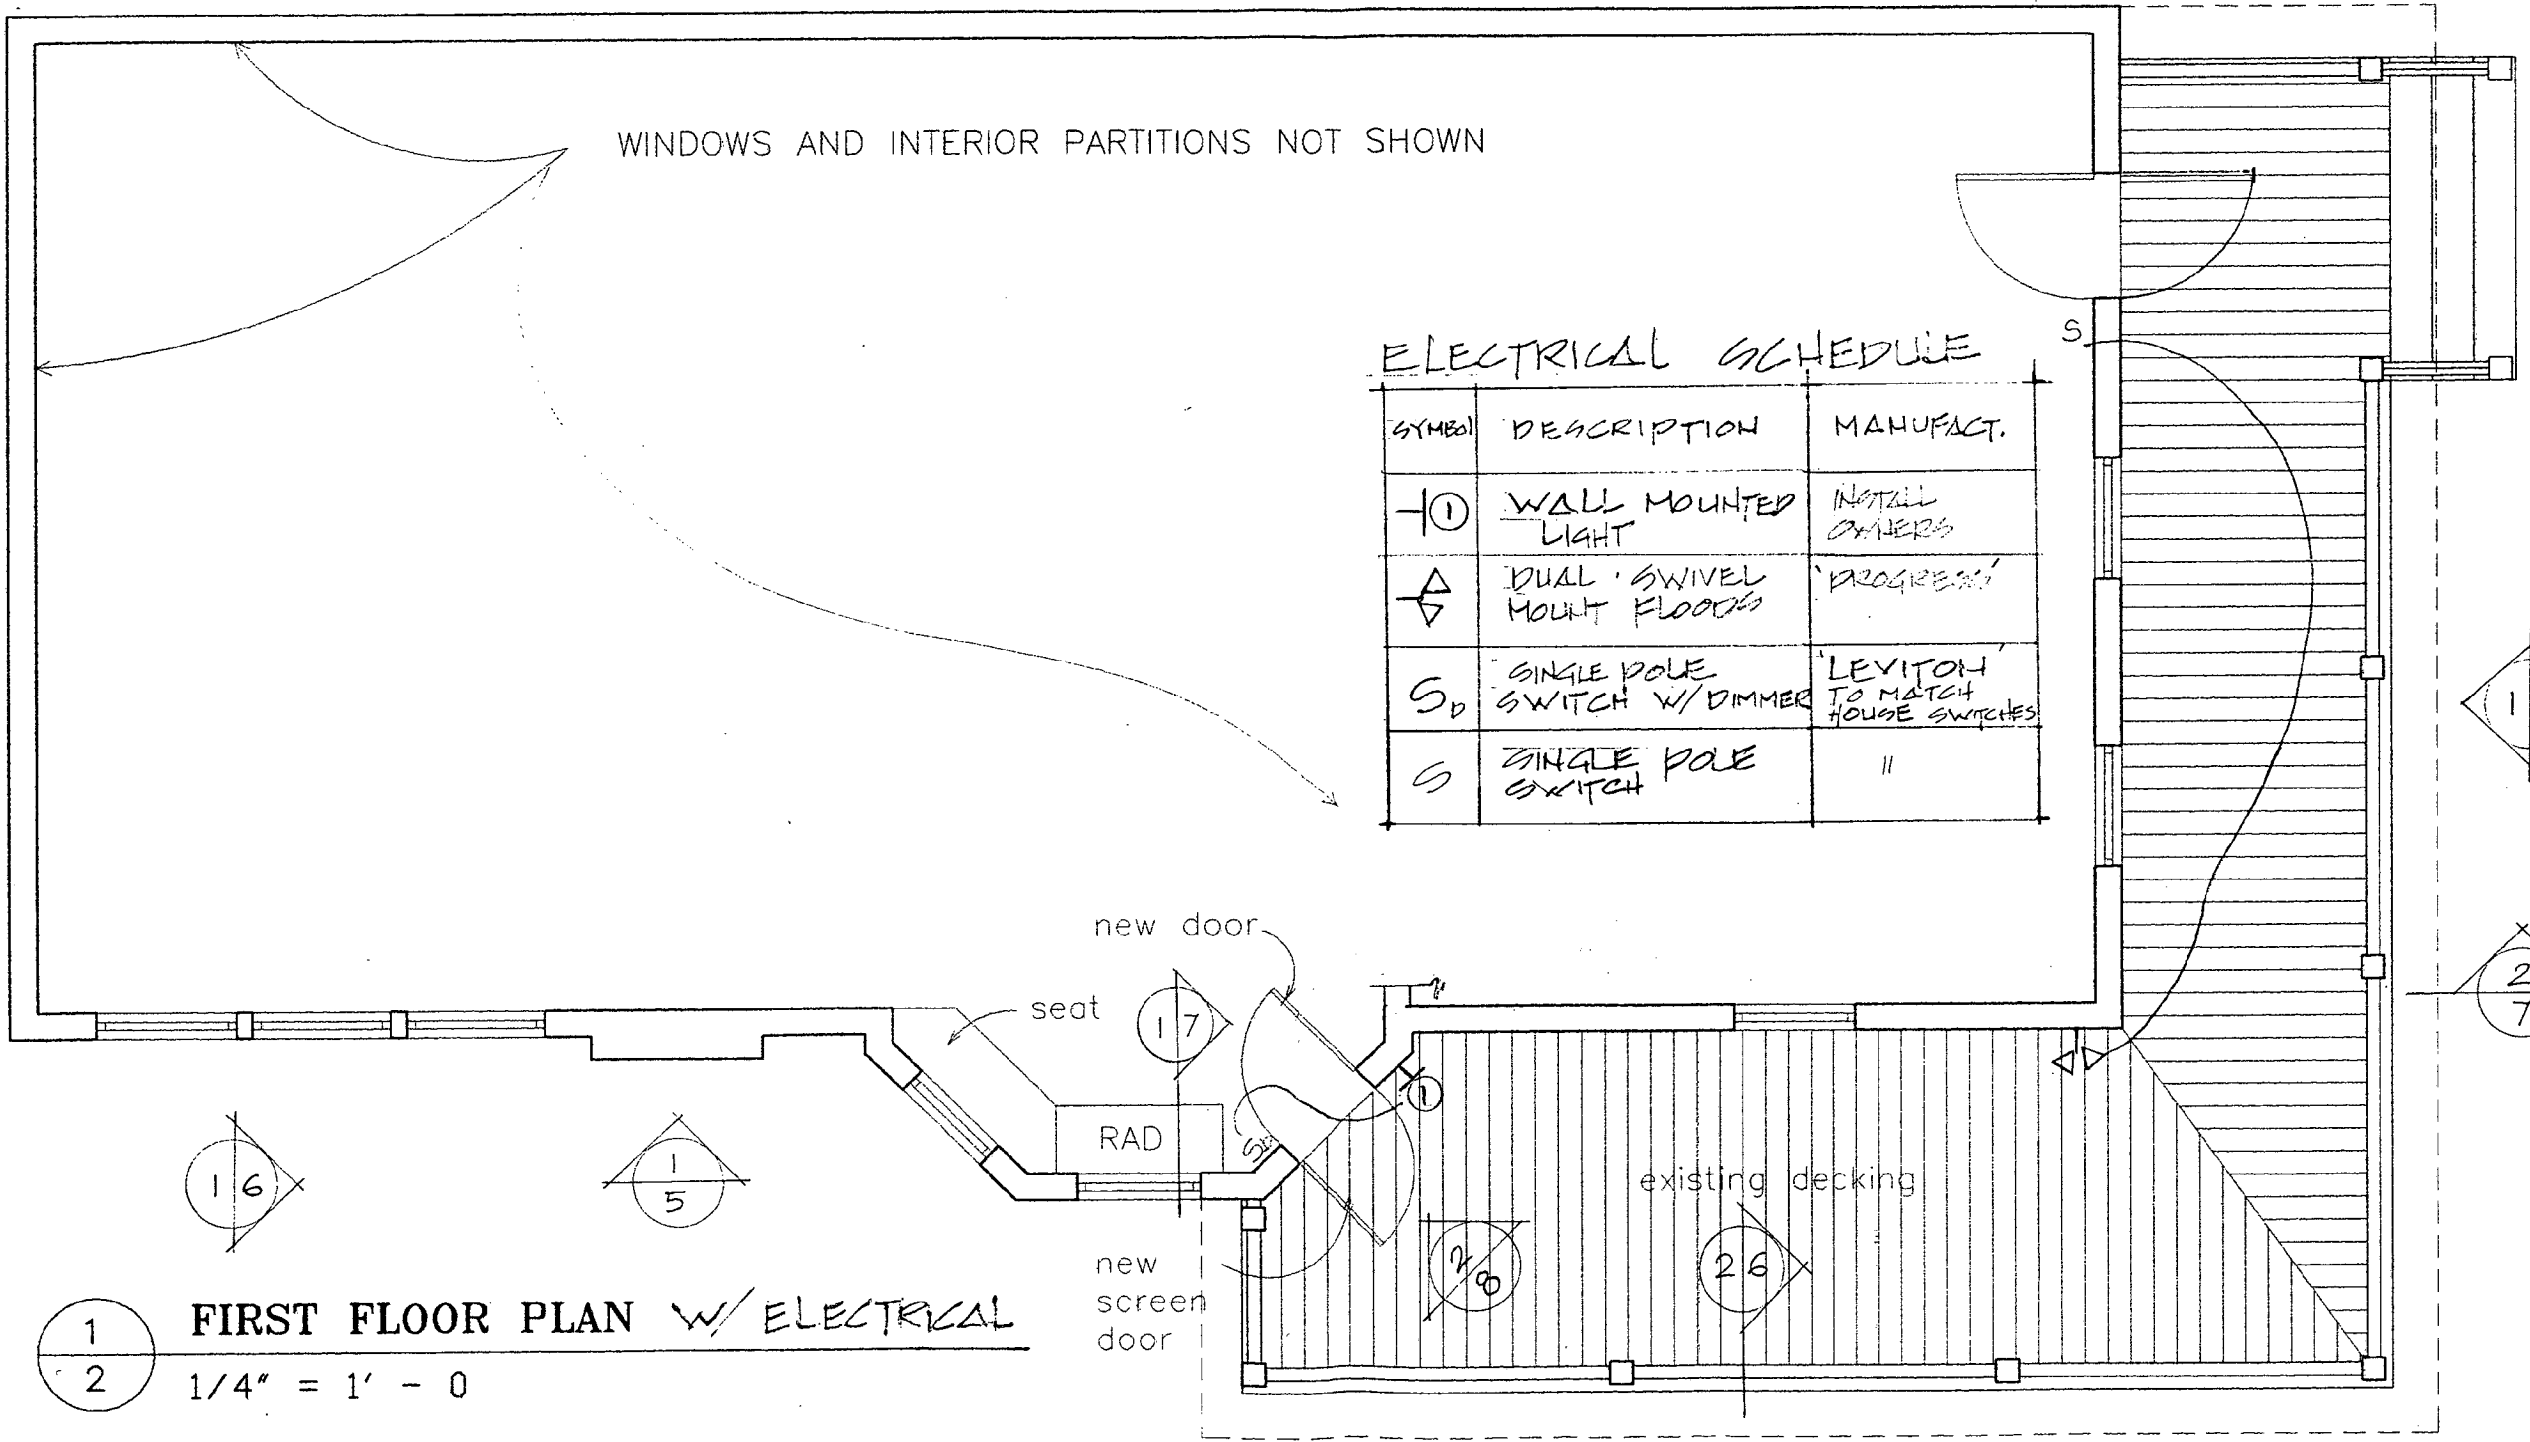 WINDOWS AND INTERIOR PARTITIONS NOT SHOWN
S
ELECTRICAL SCHEDULE
SYMBOL DESCRIPTION MANUFACT.
1 WALL MOUNTED LIGHT INSTALL OWNERS
DUAL · SWIVEL MOUNT FLOODS 'PROGRESS'
SD SINGLE POLE SWITCH W/ DIMMER 'LEVITON' TO MATCH HOUSE SWITCHES
S SINGLE POLE SWITCH "
1
2
7
new door
seat
1 7
RAD
SD
1
1 6
1
5
existing decking
2
8
2 6
new
screen
door
1
2
FIRST FLOOR PLAN W/ ELECTRICAL
1/4" = 1' - 0